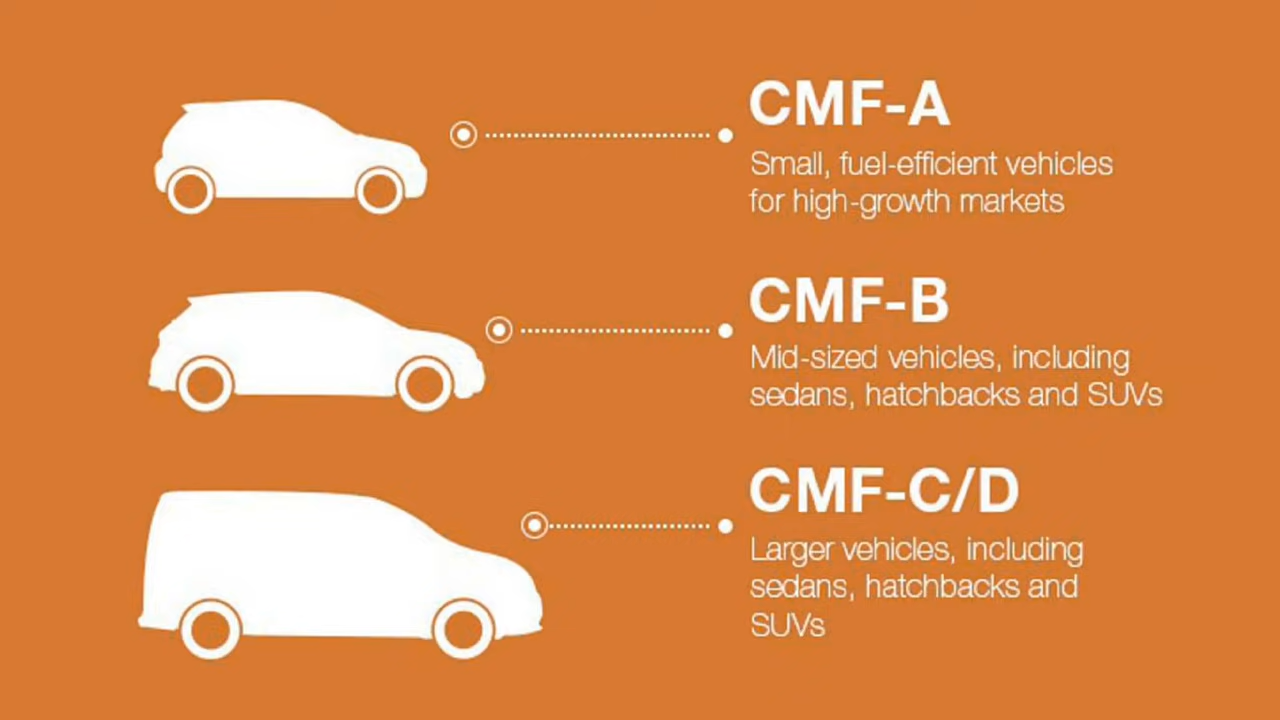 CMF-A
Small, fuel-efficient vehicles
for high-growth markets
CMF-B
Mid-sized vehicles, including
sedans, hatchbacks and SUVs
CMF-C/D
Larger vehicles, including
sedans, hatchbacks and
SUVs